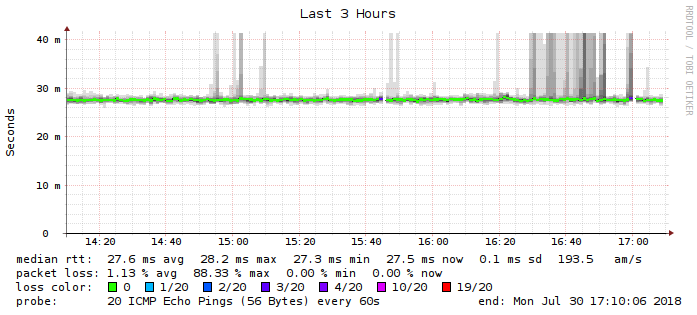 Last 3 Hours
RRDTOOL / TOBI OETIKER
Seconds
40 m
30 m
20 m
10 m
0
14:20 14:40 15:00 15:20 15:40 16:00 16:20 16:40 17:00
median rtt: 27.6 ms avg 28.2 ms max 27.3 ms min 27.5 ms now 0.1 ms sd 193.5 am/s
packet loss: 1.13 % avg 88.33 % max 0.00 % min 0.00 % now
loss color: 0 1/20 2/20 3/20 4/20 10/20 19/20
probe: 20 ICMP Echo Pings (56 Bytes) every 60s end: Mon Jul 30 17:10:06 2018